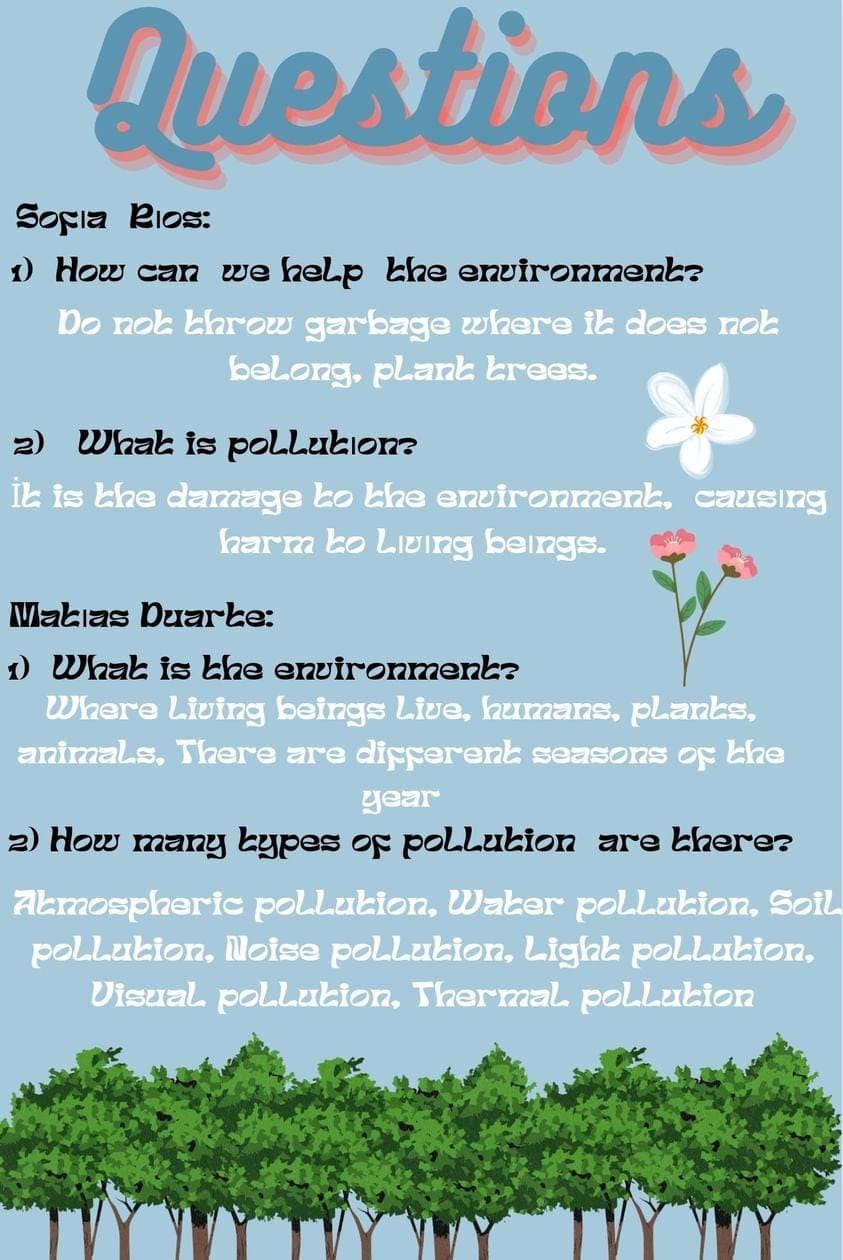 Questions
Sofia Rios:
1) How can we help the environment?
Do not throw garbage where it does not
belong, plant trees.
2) What is pollution?
İt is the damage to the environment, causing
harm to living beings.
Matias Duarte:
1) What is the environment?
Where living beings live, humans, plants,
animals, There are different seasons of the
year
2) How many types of pollution are there?
Atmospheric pollution, Water pollution, Soil
pollution, Noise pollution, Light pollution,
Visual pollution, Thermal pollution